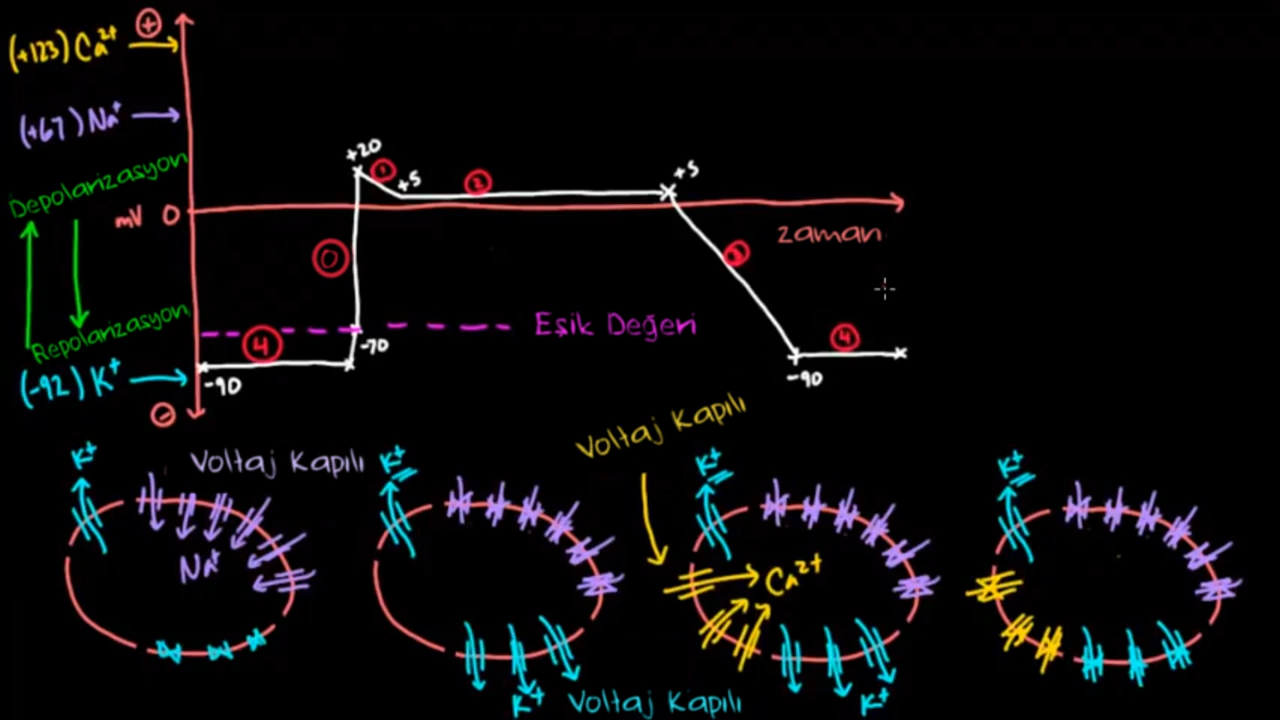 (+123) Ca²⁺
+
(+67) Na⁺
Depolarizasyon
mV 0
Repolarizasyon
(-92) K⁺
-
+20
1
+5
2
+5
0
3
zaman
Eşik Değeri
4
-70
-90
4
-90
K⁺
Voltaj Kapılı
Na⁺
K⁺
Voltaj Kapılı
K⁺
Ca²⁺
K⁺
K⁺ Voltaj Kapılı
K⁺